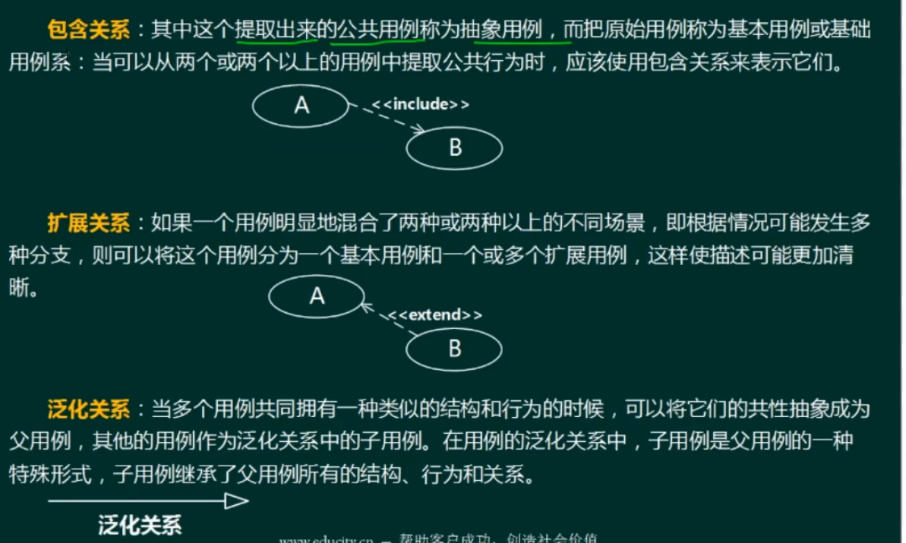 包含关系：其中这个提取出来的公共用例称为抽象用例，而把原始用例称为基本用例或基础
用例系：当可以从两个或两个以上的用例中提取公共行为时，应该使用包含关系来表示它们。
A
<<include>>
B
扩展关系：如果一个用例明显地混合了两种或两种以上的不同场景，即根据情况可能发生多
种分支，则可以将这个用例分为一个基本用例和一个或多个扩展用例，这样使描述可能更加清
晰。
A
<<extend>>
B
泛化关系：当多个用例共同拥有一种类似的结构和行为的时候，可以将它们的共性抽象成为
父用例，其他的用例作为泛化关系中的子用例。在用例的泛化关系中，子用例是父用例的一种
特殊形式，子用例继承了父用例所有的结构、行为和关系。
泛化关系
www.educity.cn – 帮助客户成功，创造社会价值